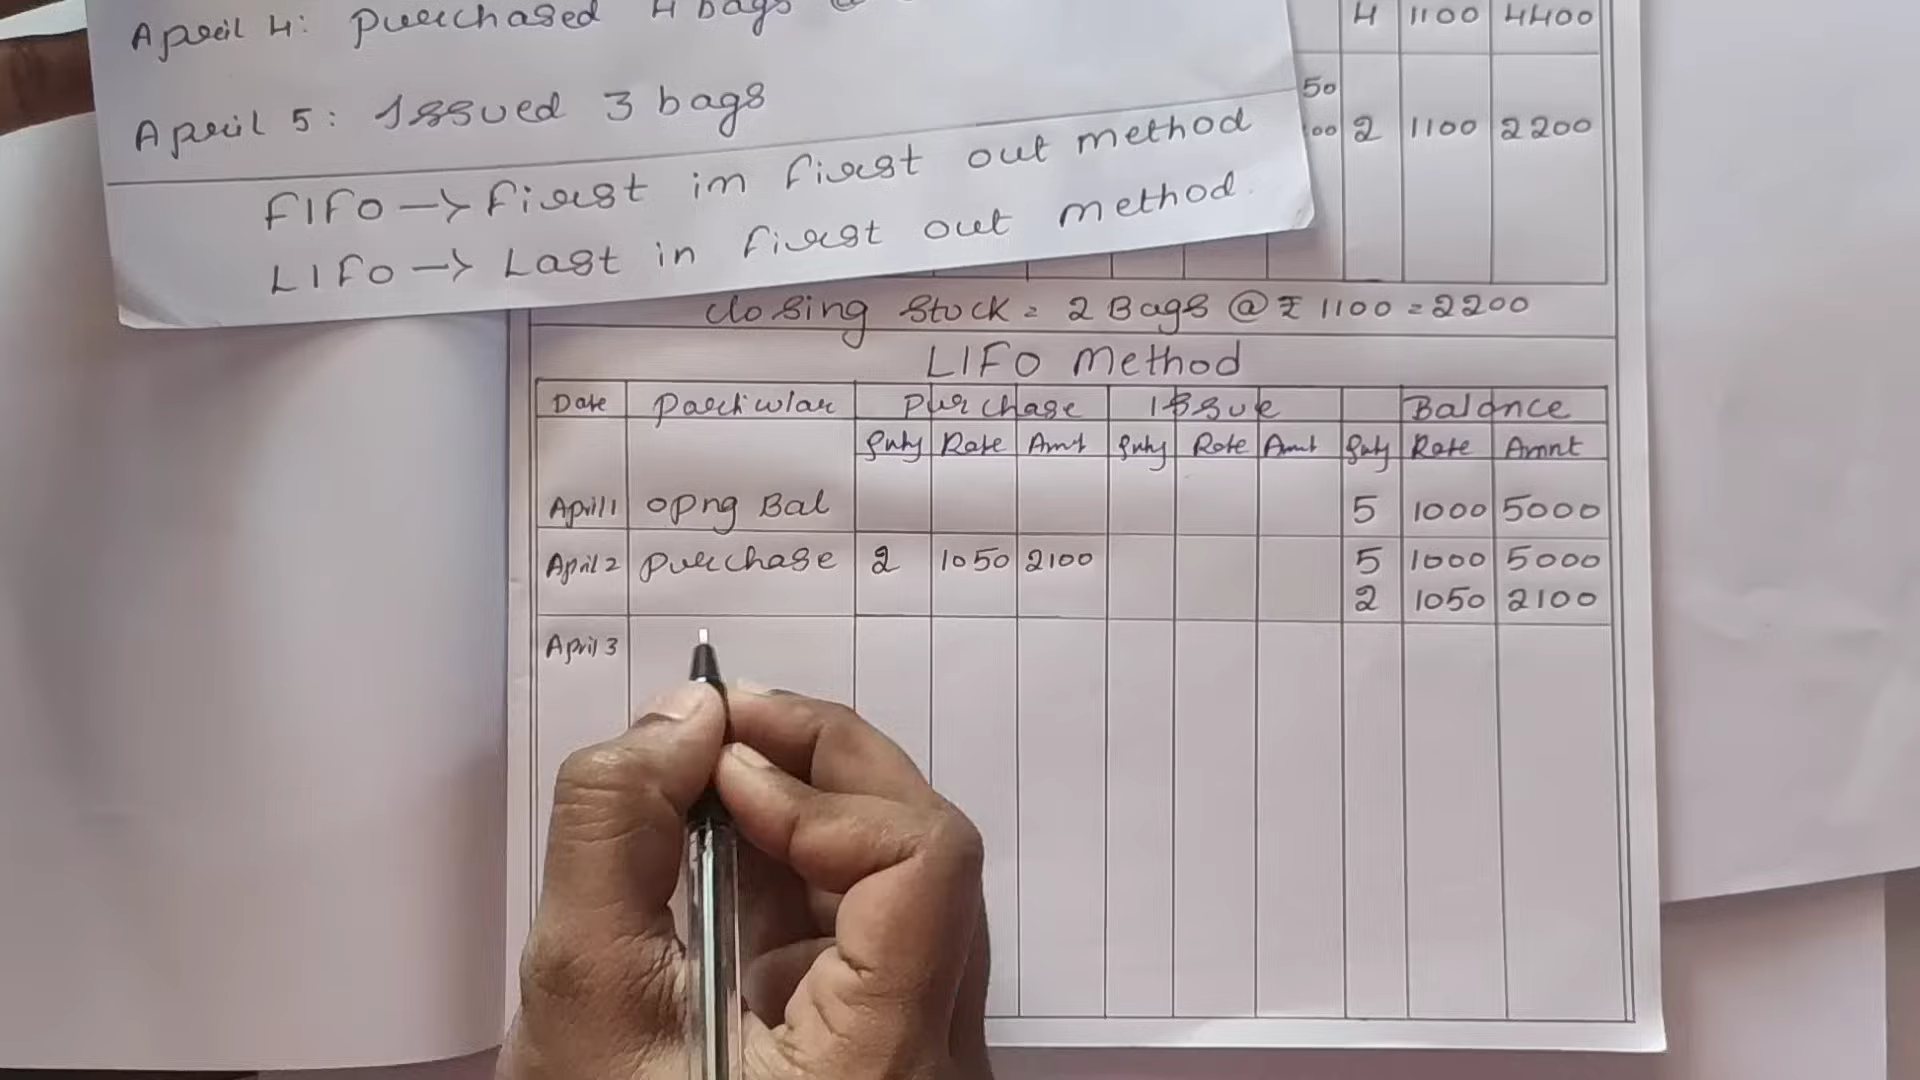 April 4: purchased 4 bags @
April 5: Issued 3 bags
FIFO -> First in first out method
LIFO -> Last in first out method.
4 1100 4400
50
00 2 1100 2200
closing stock = 2 Bags @ ₹ 1100 = 2200
LIFO Method
Date Particular Purchase Issue Balance
Qnty Rate Amt Qnty Rate Amt Qnty Rate Amnt
April 1 opng Bal 5 1000 5000
April 2 purchase 2 1050 2100 5 1000 5000
2 1050 2100
April 3